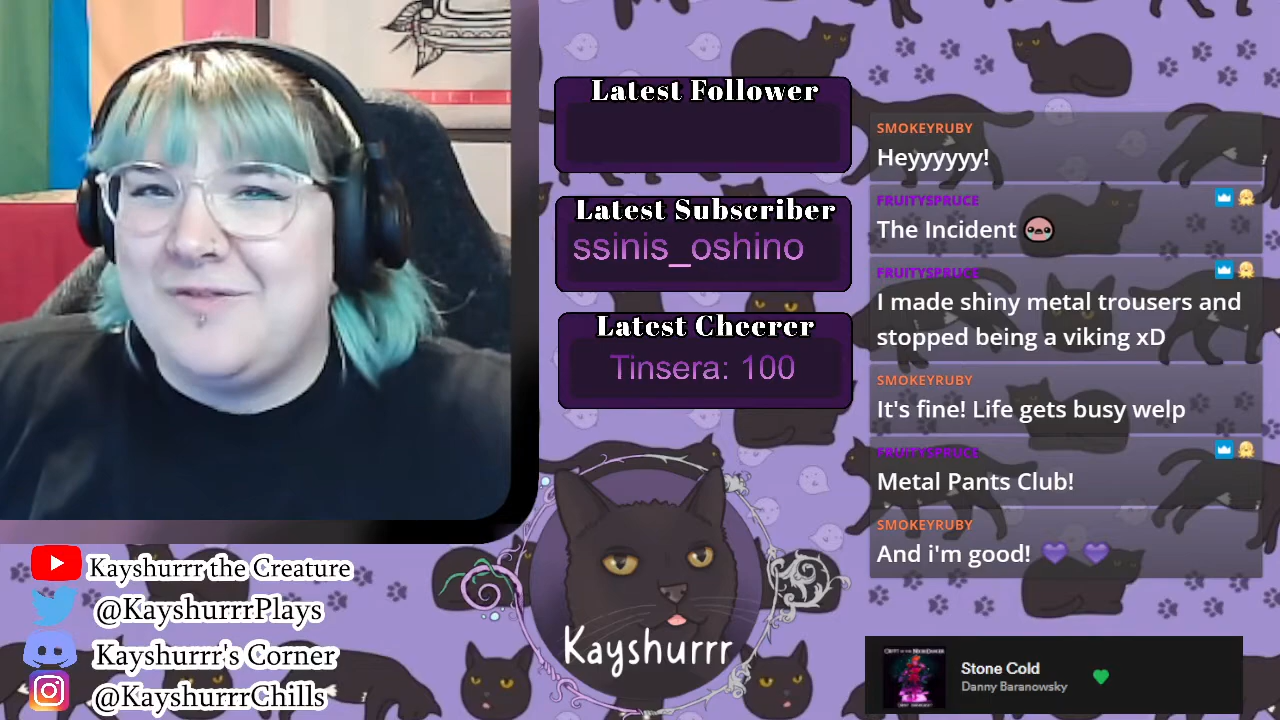 Latest Follower
Latest Subscriber
ssinis_oshino
Latest Cheerer
Tinsera: 100
SMOKEYRUBY
Heyyyyyy!
FRUITYSPRUCE
The Incident
FRUITYSPRUCE
I made shiny metal trousers and
stopped being a viking xD
SMOKEYRUBY
It's fine! Life gets busy welp
FRUITYSPRUCE
Metal Pants Club!
SMOKEYRUBY
And i'm good!
Kayshurrr the Creature
@KayshurrrPlays
Kayshurrr's Corner
@KayshurrrChills
Kayshurrr
Stone Cold
Danny Baranowsky